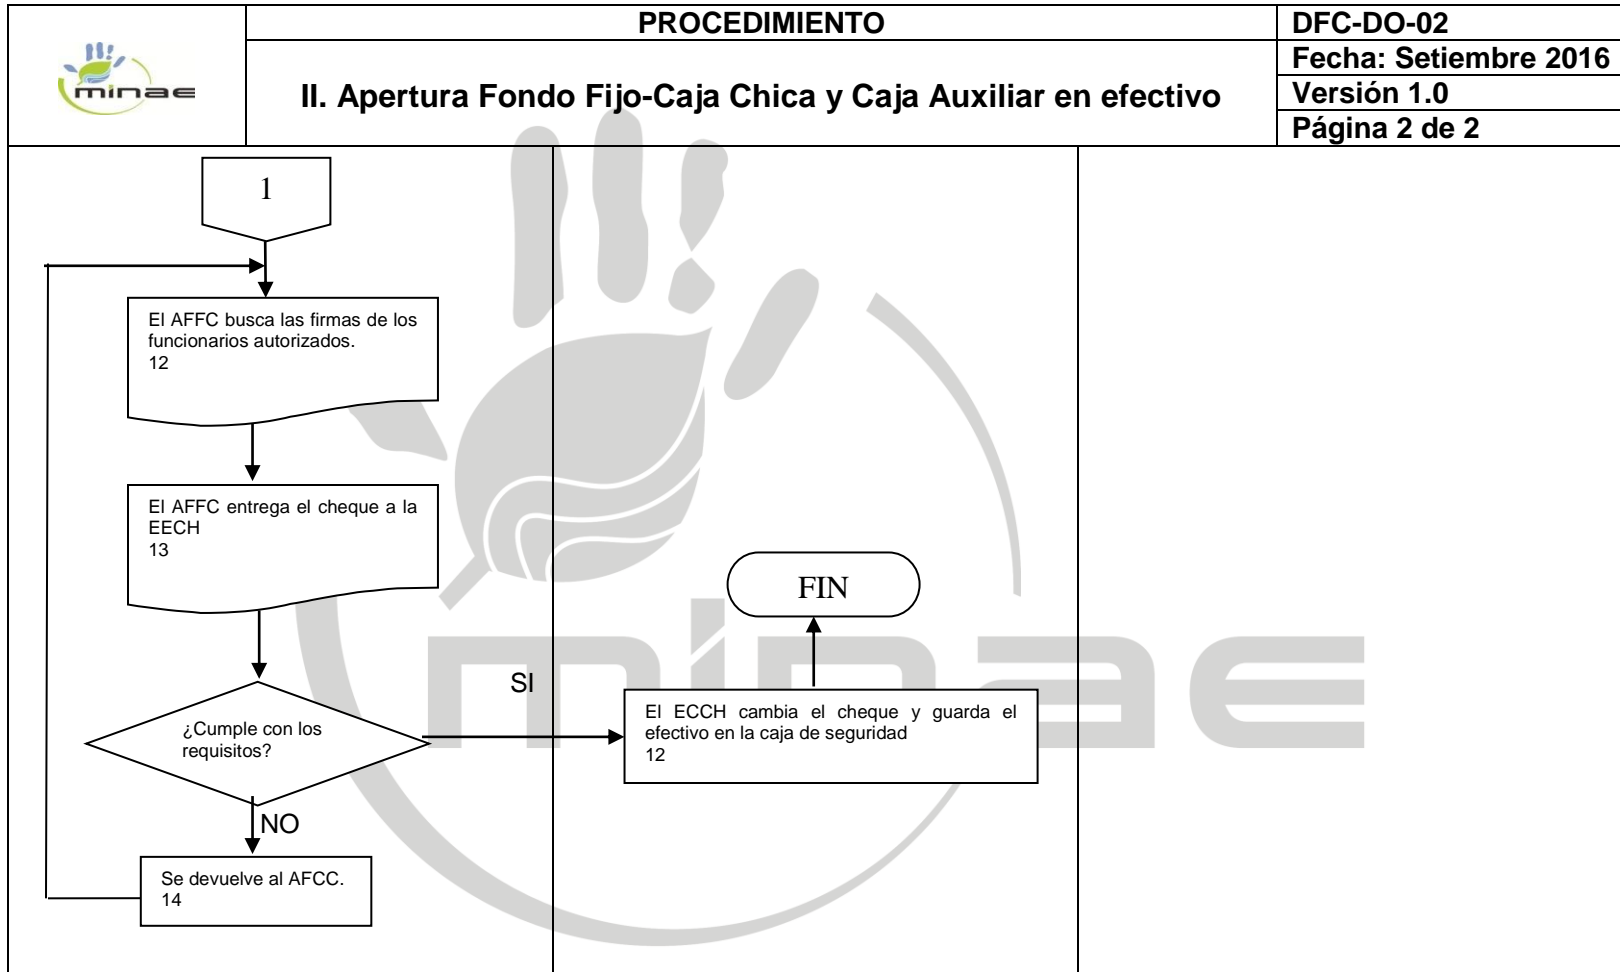 PROCEDIMIENTO
DFC-DO-02
Fecha: Setiembre 2016
Versión 1.0
Página 2 de 2
minae
II. Apertura Fondo Fijo-Caja Chica y Caja Auxiliar en efectivo
1
El AFFC busca las firmas de los
funcionarios autorizados.
12
El AFFC entrega el cheque a la
EECH
13
¿Cumple con los
requisitos?
SI
NO
Se devuelve al AFCC.
14
FIN
El ECCH cambia el cheque y guarda el
efectivo en la caja de seguridad
12
minae